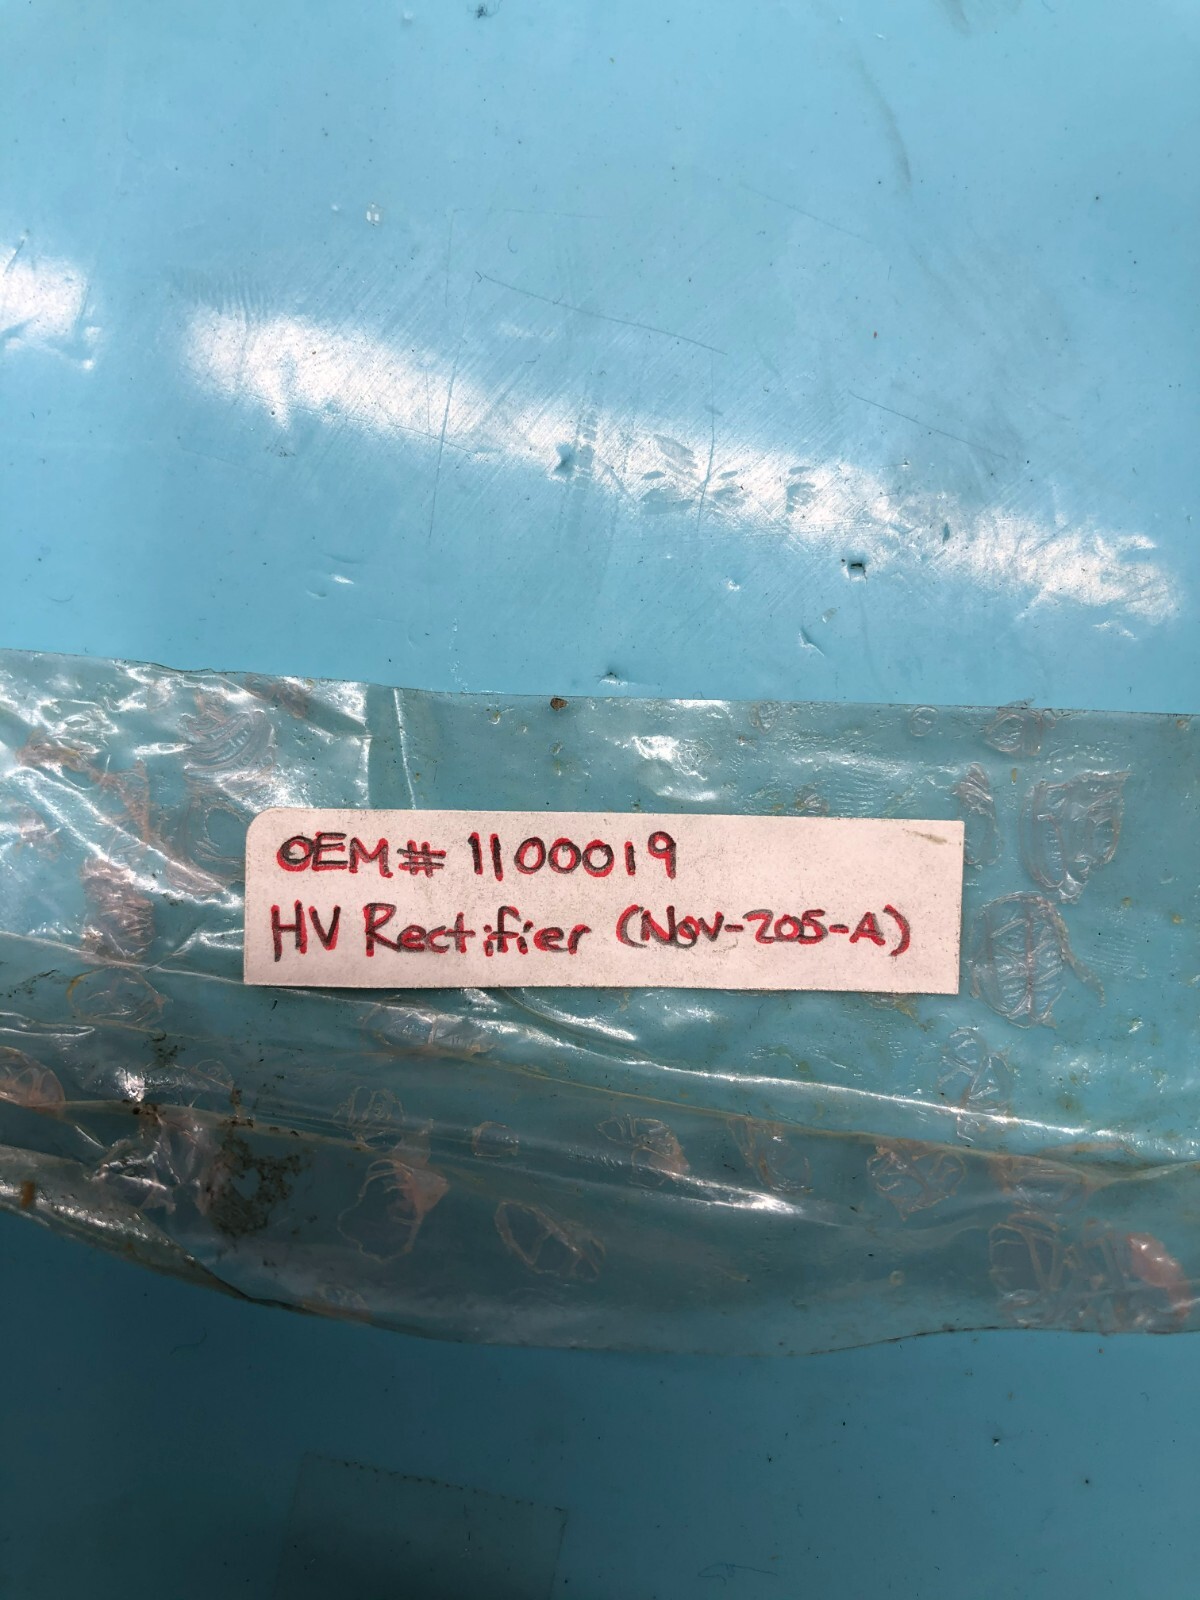 OEM# 1100019
HV Rectifier (Nov-205-A)